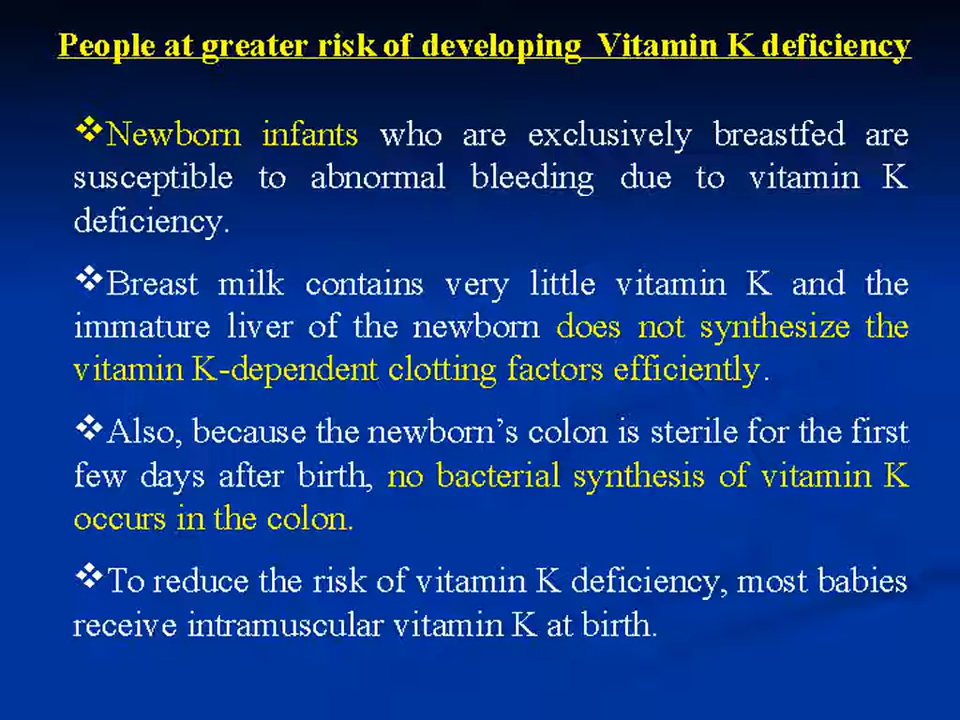 People at greater risk of developing Vitamin K deficiency
❖Newborn infants who are exclusively breastfed are
susceptible to abnormal bleeding due to vitamin K
deficiency.
❖Breast milk contains very little vitamin K and the
immature liver of the newborn does not synthesize the
vitamin K-dependent clotting factors efficiently.
❖Also, because the newborn’s colon is sterile for the first
few days after birth, no bacterial synthesis of vitamin K
occurs in the colon.
❖To reduce the risk of vitamin K deficiency, most babies
receive intramuscular vitamin K at birth.